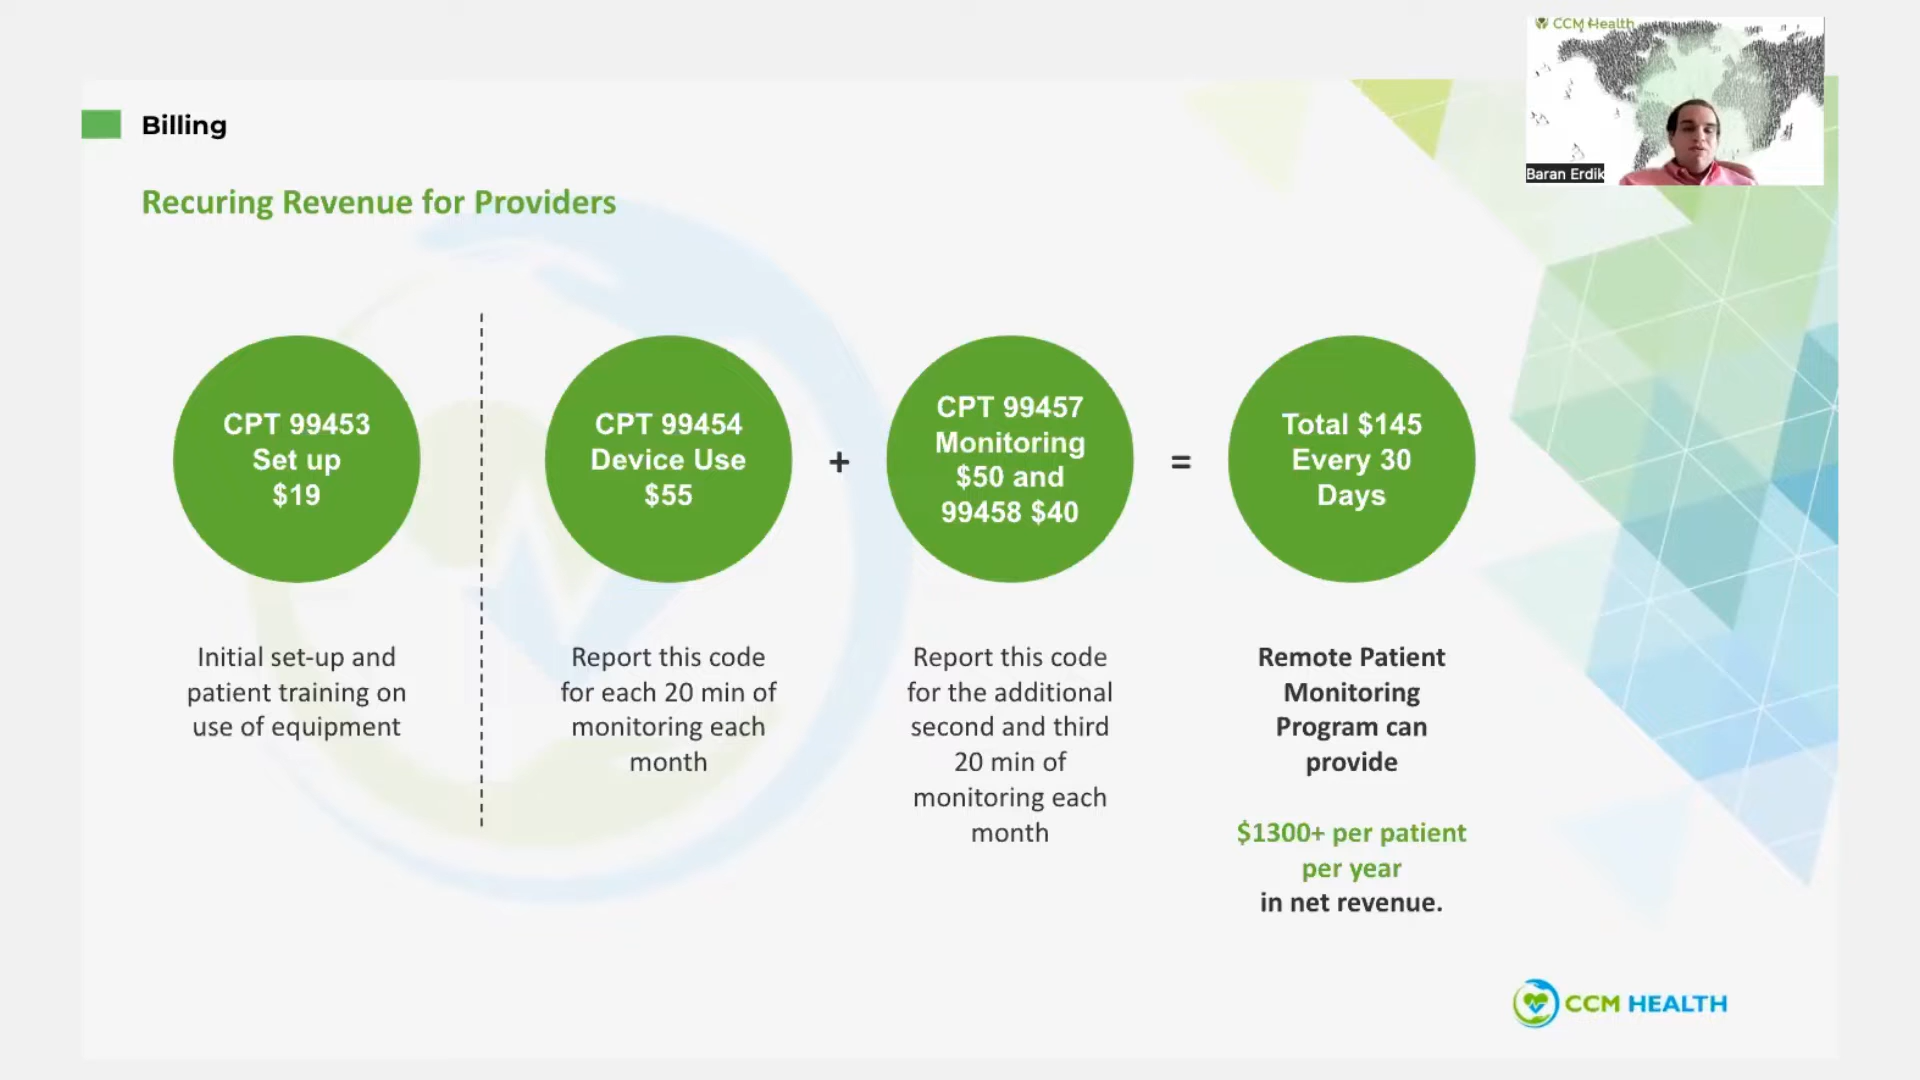 CCM Health
Baran Erdik
Billing
Recuring Revenue for Providers
CPT 99453
Set up
$19
CPT 99454
Device Use
$55
+
CPT 99457
Monitoring
$50 and
99458 $40
=
Total $145
Every 30
Days
Initial set-up and
patient training on
use of equipment
Report this code
for each 20 min of
monitoring each
month
Report this code
for the additional
second and third
20 min of
monitoring each
month
Remote Patient
Monitoring
Program can
provide
$1300+ per patient
per year
in net revenue.
CCM HEALTH